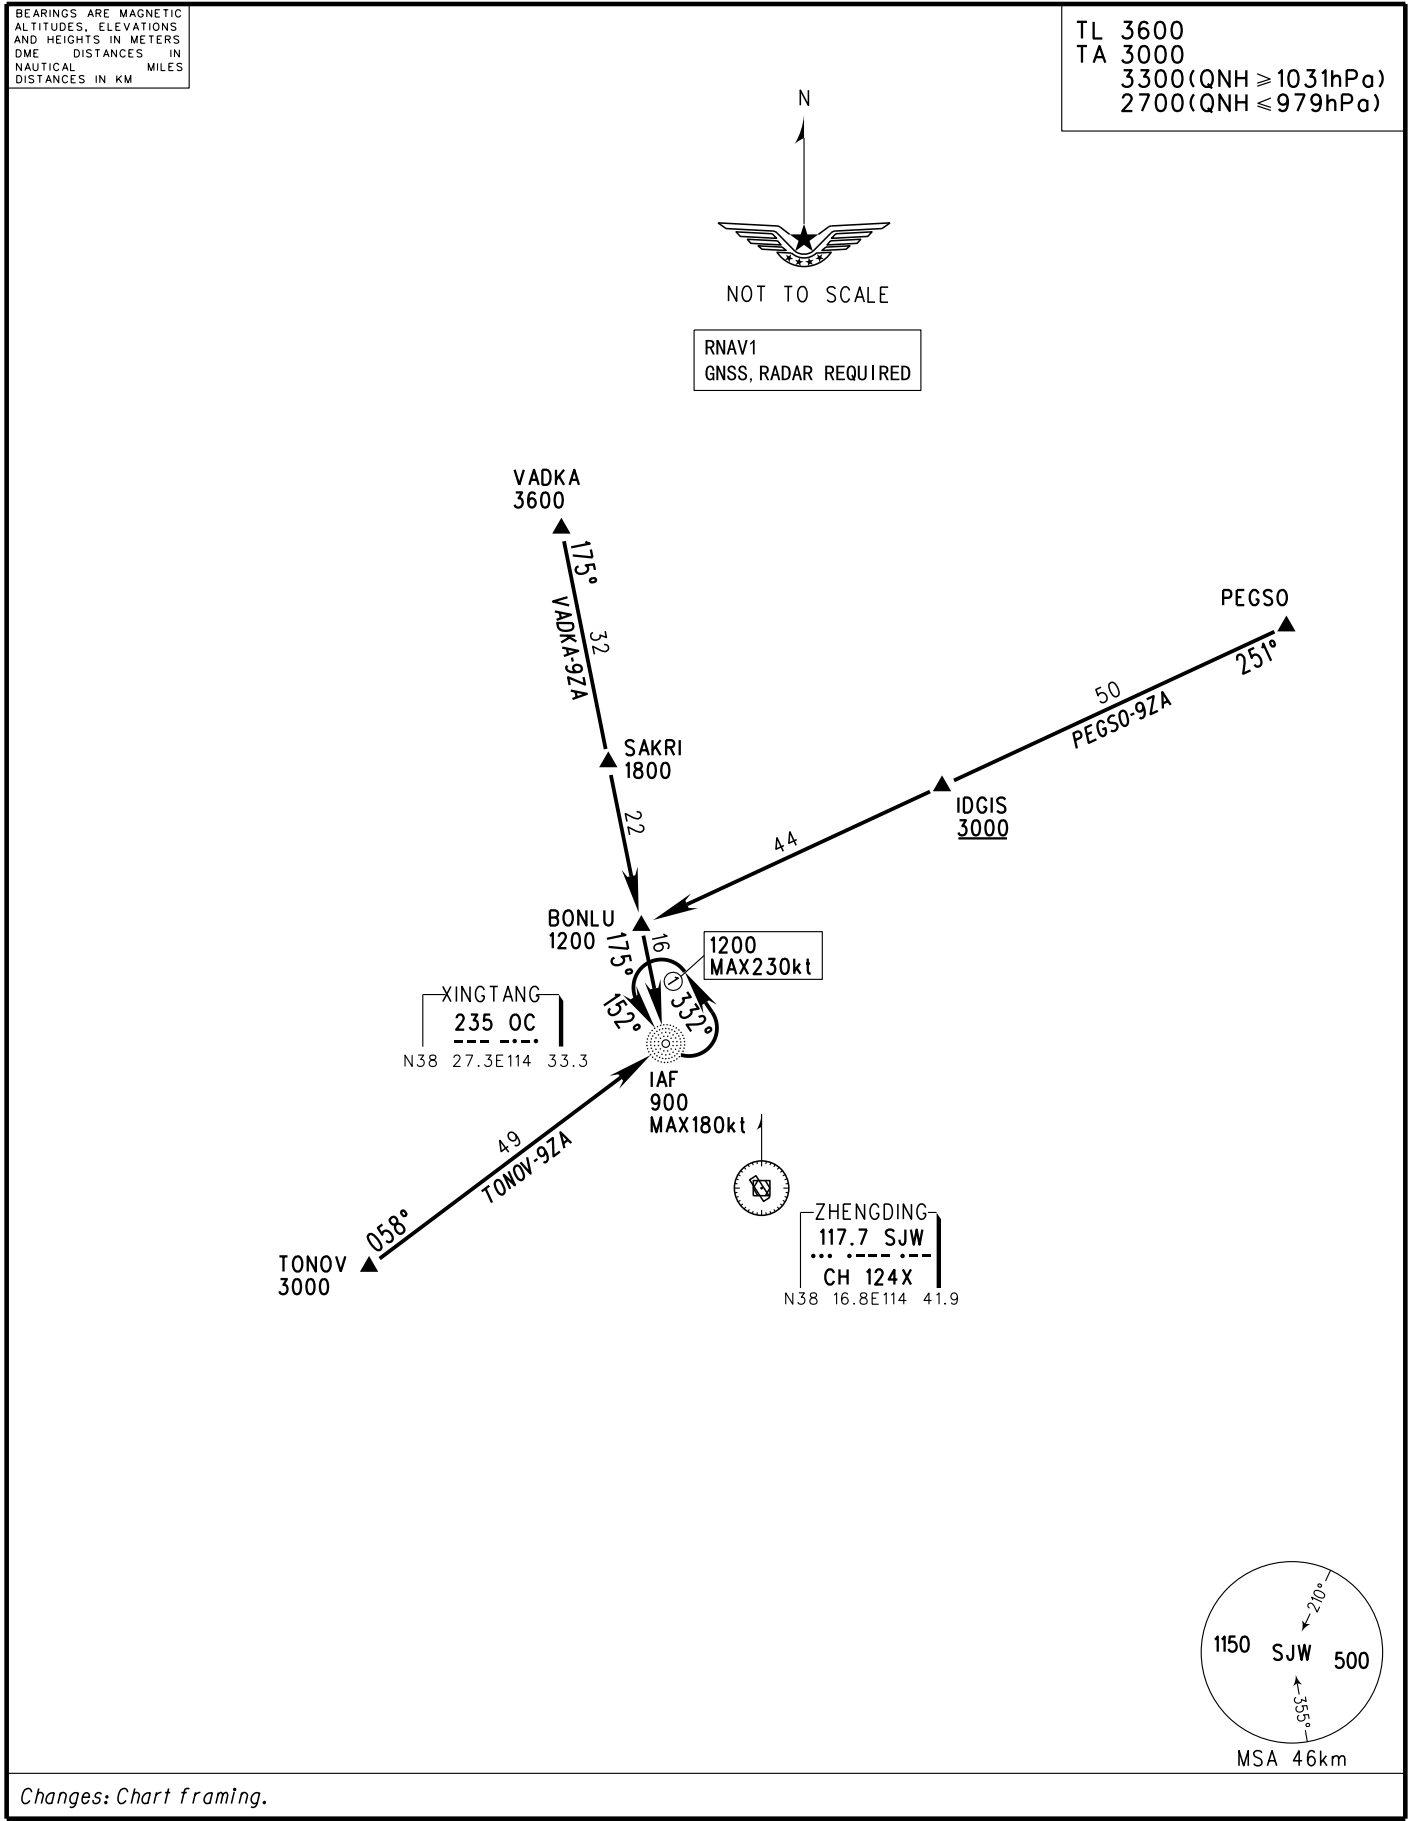 BEARINGS ARE MAGNETIC
ALTITUDES, ELEVATIONS
AND HEIGHTS IN METERS
DME DISTANCES IN
NAUTICAL MILES
DISTANCES IN KM
TL 3600
TA 3000
3300(QNH ≥1031hPa)
2700(QNH ≤979hPa)
N
NOT TO SCALE
RNAV1
GNSS, RADAR REQUIRED
VADKA
3600
175°
32
VADKA-9ZA
PEGSO
251°
50
PEGSO-9ZA
SAKRI
1800
22
IDGIS
3000
44
BONLU
1200
175°
16
1200
MAX230kt
1
152°
332°
XINGTANG
235 OC
N38 27.3E114 33.3
IAF
900
MAX180kt
49
TONOV-9ZA
058°
TONOV
3000
ZHENGDING
117.7 SJW
CH 124X
N38 16.8E114 41.9
210°
1150
SJW
500
355°
MSA 46km
Changes: Chart framing.